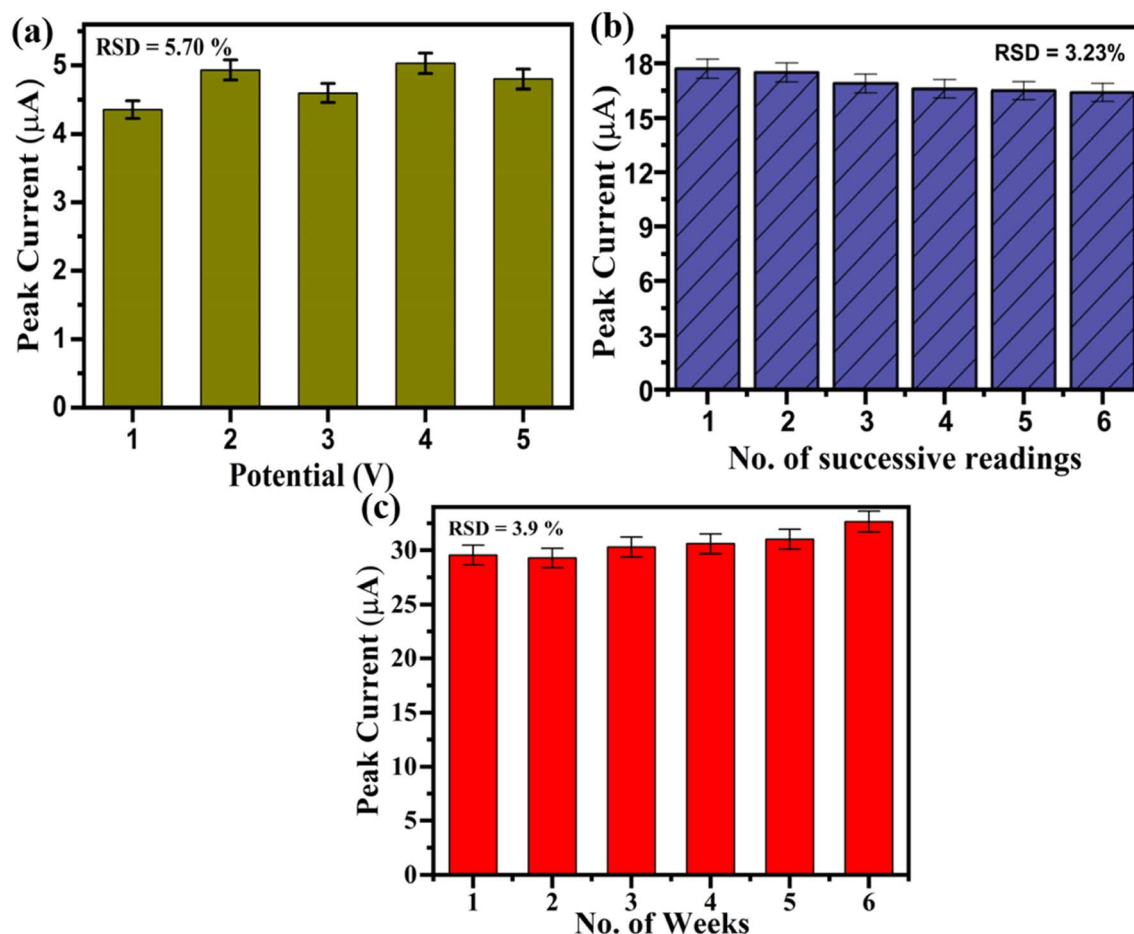 (a)
RSD = 5.70 %
Peak Current (μA)
5
4
3
2
1
0
1 2 3 4 5
Potential (V)
(b)
RSD = 3.23%
Peak Current (μA)
18
15
12
9
6
3
0
1 2 3 4 5 6
No. of successive readings
(c)
RSD = 3.9 %
Peak Current (μA)
30
25
20
15
10
5
0
1 2 3 4 5 6
No. of Weeks